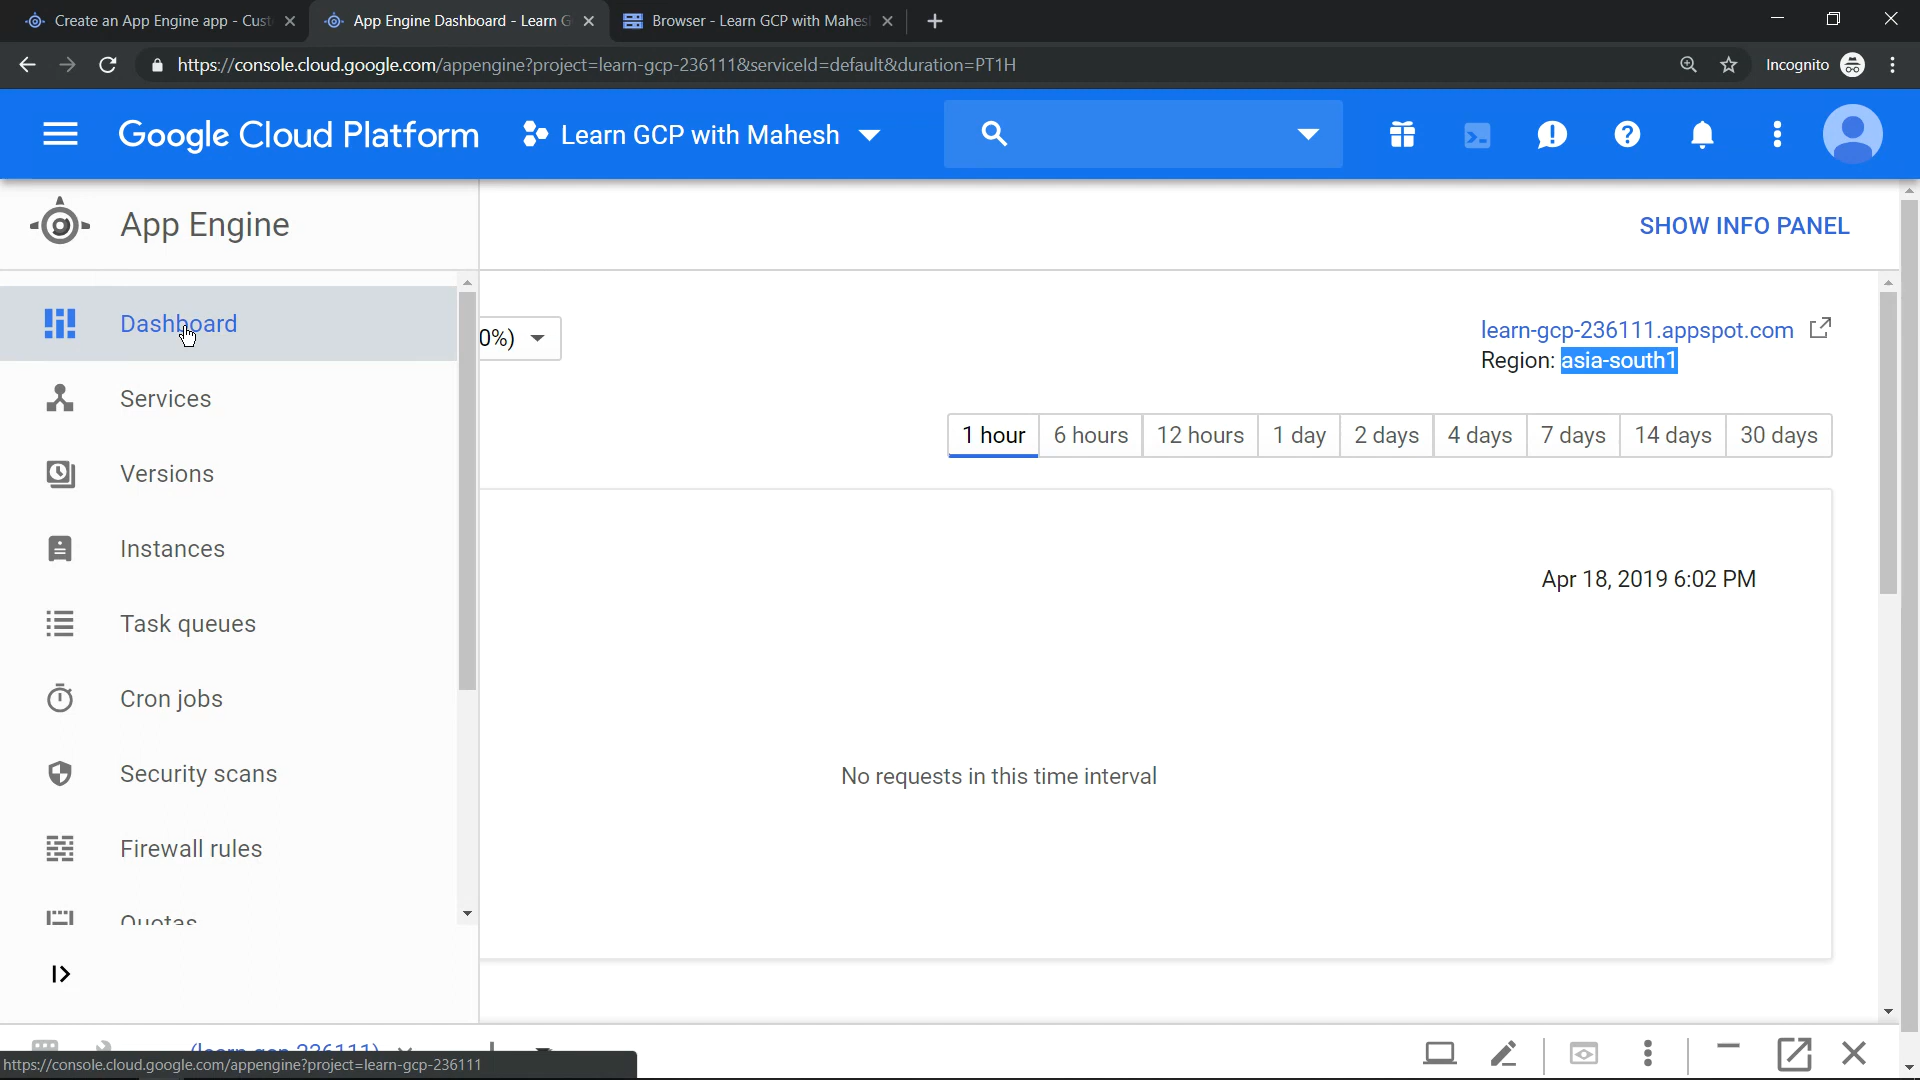 Create an App Engine app - Cust
App Engine Dashboard - Learn G
Browser - Learn GCP with Mahes
https://console.cloud.google.com/appengine?project=learn-gcp-236111&serviceId=default&duration=PT1H
Incognito
Google Cloud Platform
Learn GCP with Mahesh
App Engine
SHOW INFO PANEL
Dashboard
0%)
learn-gcp-236111.appspot.com
Region: asia-south1
Services
1 hour
6 hours
12 hours
1 day
2 days
4 days
7 days
14 days
30 days
Versions
Instances
Apr 18, 2019 6:02 PM
Task queues
Cron jobs
Security scans
No requests in this time interval
Firewall rules
Quotas
(learn-gcp-236111)
https://console.cloud.google.com/appengine?project=learn-gcp-236111